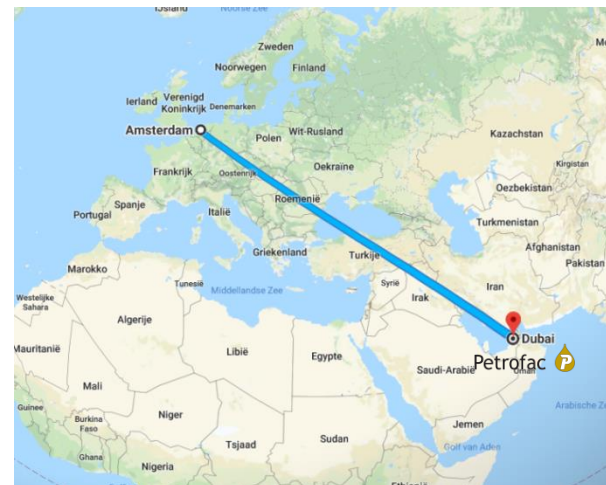 IJsland
Noorse Zee
Zweden
Noorwegen
Finland
Ierland
Verenigd
Koninkrijk
Denemarken
Amsterdam
Polen
Wit-Rusland
Kazachstan
Frankrijk
Oostenrijk
Oekraïne
Kirgistan
Roemenië
Oezbekistan
Italië
Spanje
Portugal
Turkmenistan
Griekenland
Turkije
Afghanistan
Marokko
Tunesië
Middellandse Zee
Syrië
Irak
Iran
Pakistan
Westelijke
Sahara
Algerije
Libië
Egypte
Dubai
Petrofac
Mauritanië
Saudi-Arabië
Oman
Mali
Niger
Arabische Ze
Guinee
Burkina
Faso
Tsjaad
Sudan
Jemen
Golf van Aden
Ghana
Nigeria